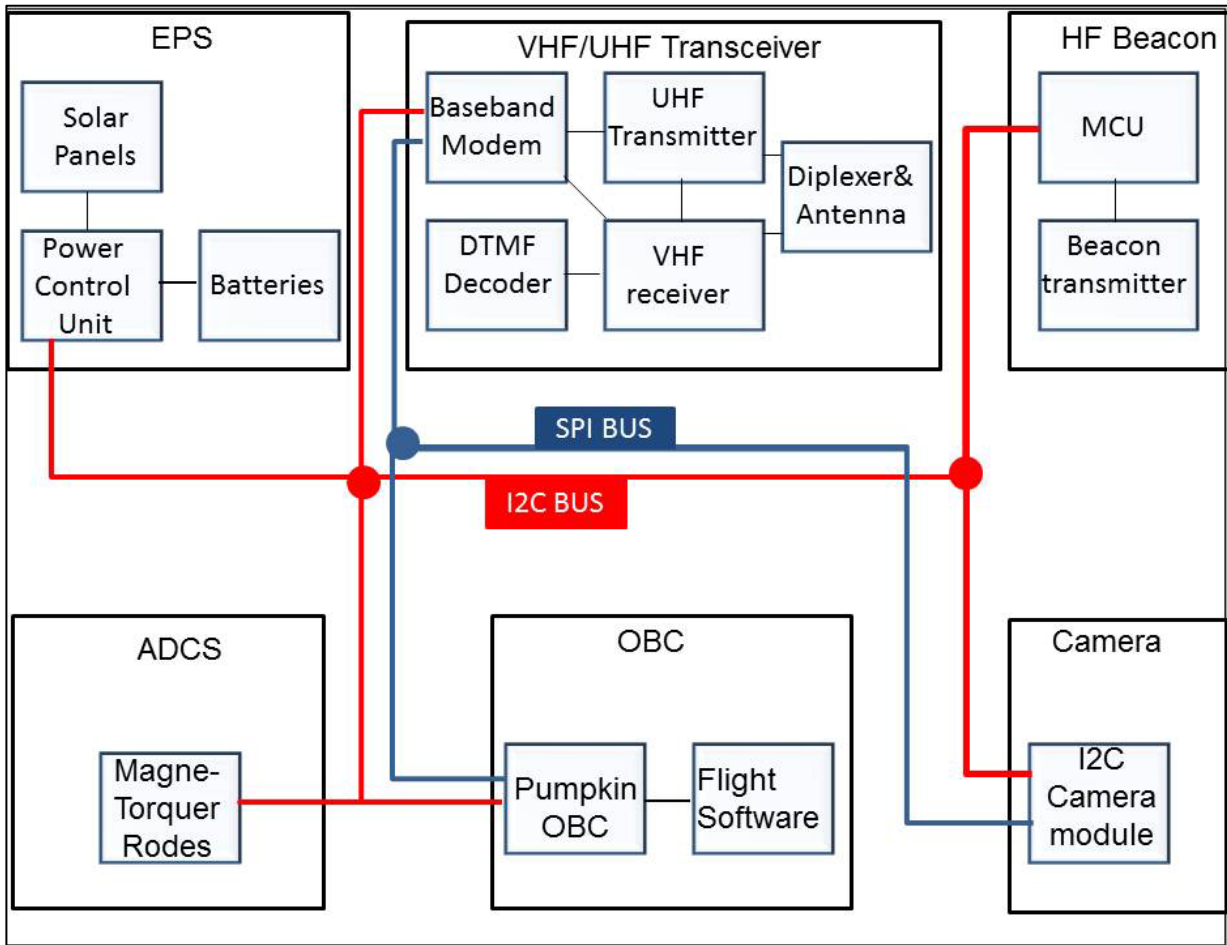 EPS
Solar
Panels
Power
Control
Unit
Batteries
VHF/UHF Transceiver
Baseband
Modem
UHF
Transmitter
Diplexer&
Antenna
DTMF
Decoder
VHF
receiver
HF Beacon
MCU
Beacon
transmitter
SPI BUS
I2C BUS
ADCS
Magne-
Torquer
Rodes
OBC
Pumpkin
OBC
Flight
Software
Camera
I2C
Camera
module